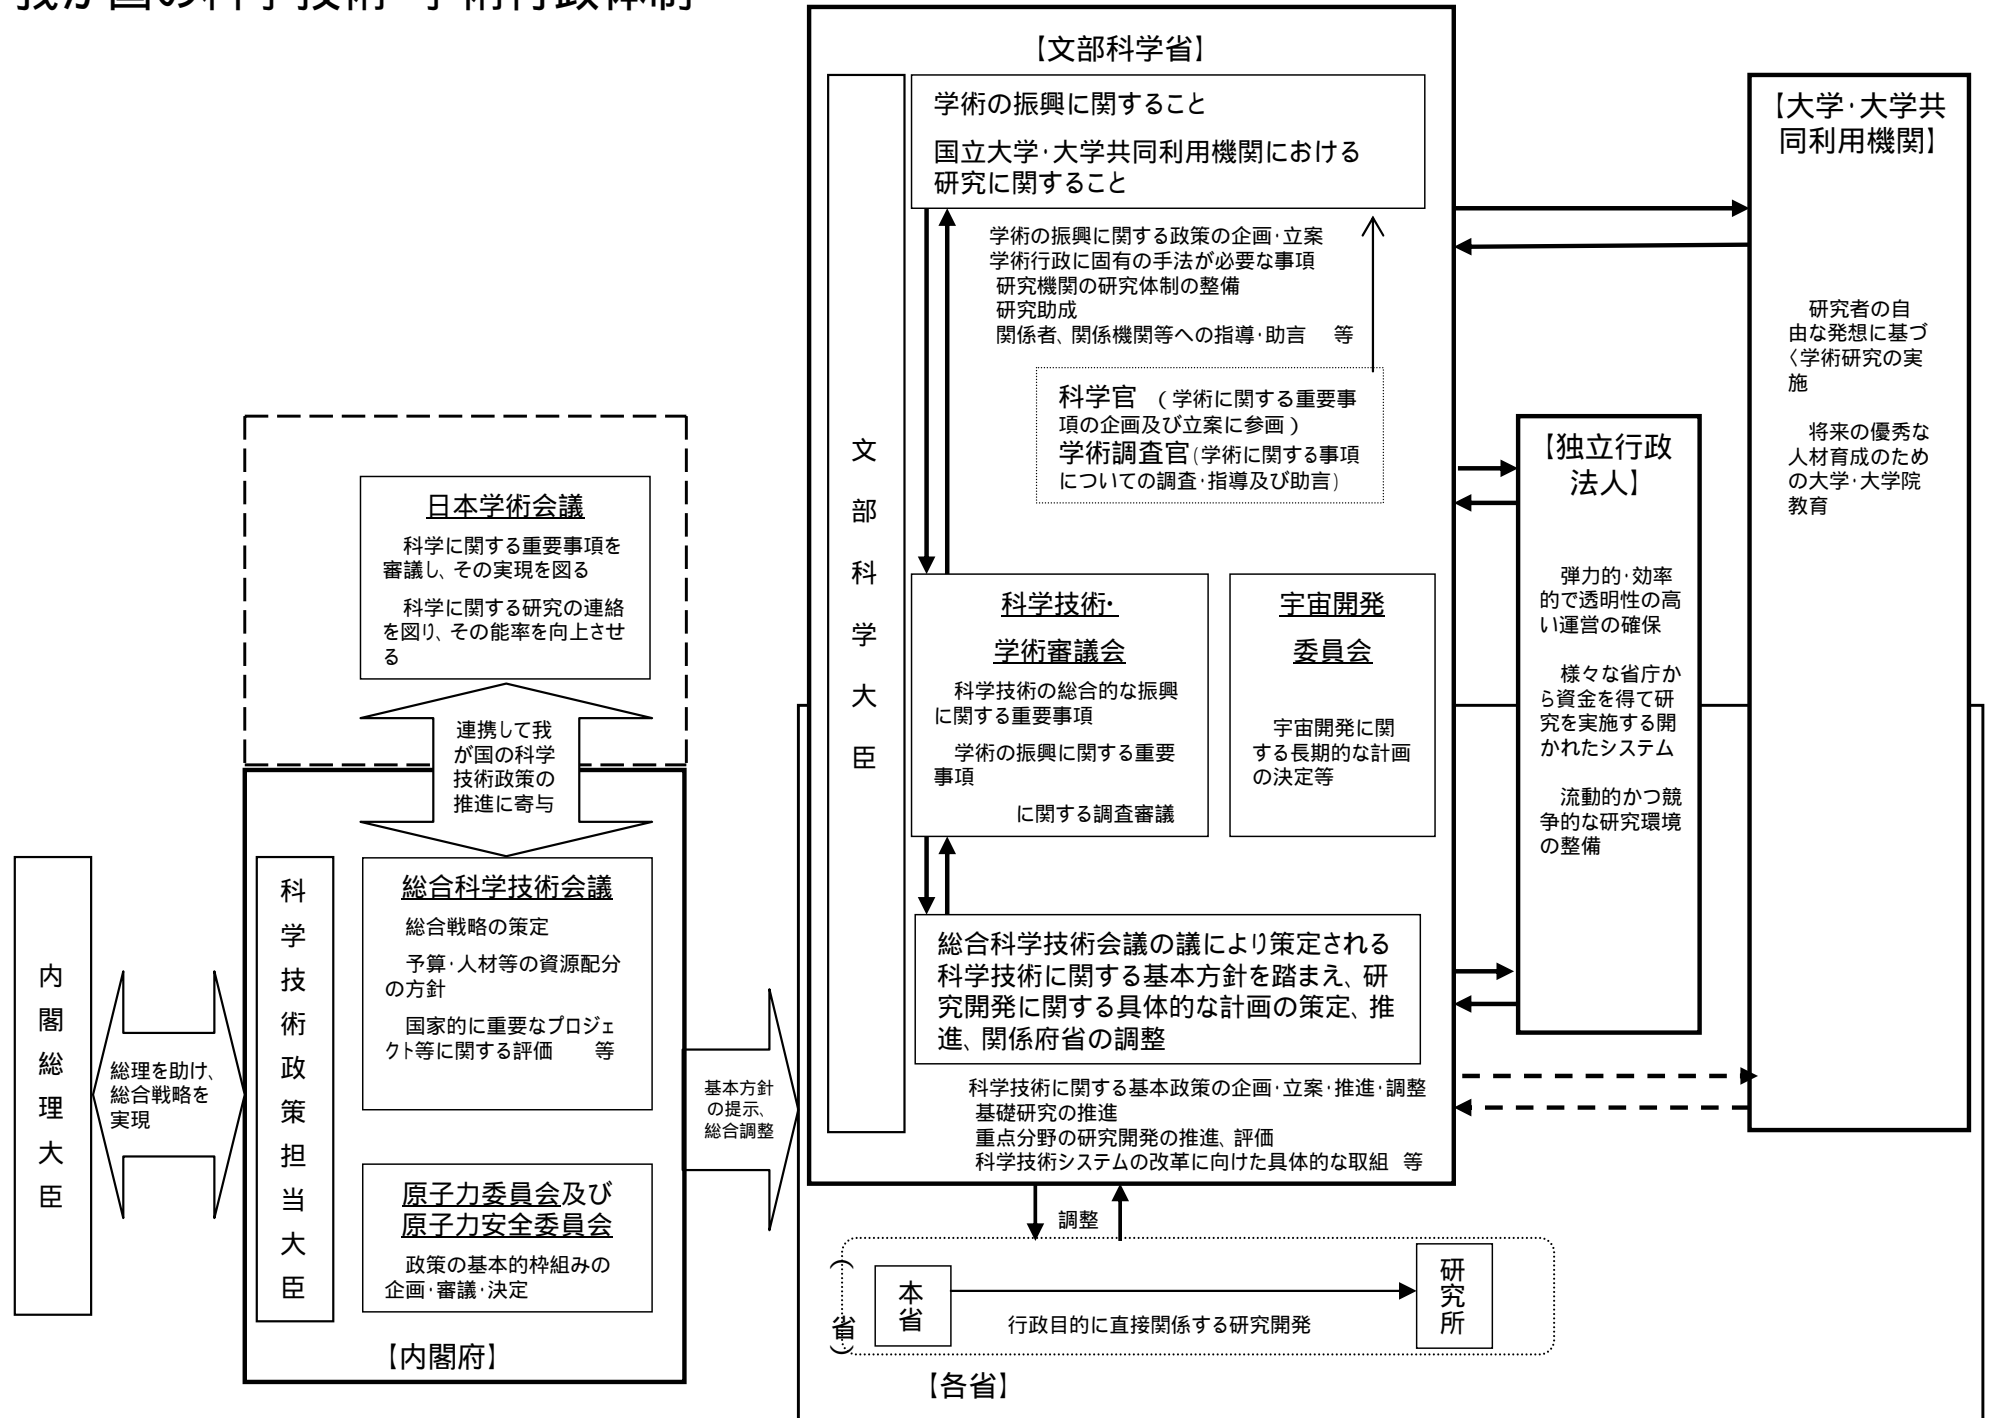 我が国の科学技術・学術行政体制
【文部科学省】
文部科学大臣
学術の振興に関すること
国立大学・大学共同利用機関における
研究に関すること
学術の振興に関する政策の企画・立案
学術行政に固有の手法が必要な事項
研究機関の研究体制の整備
研究助成
関係者、関係機関等への指導・助言 等
科学官 (学術に関する重要事
項の企画及び立案に参画)
学術調査官(学術に関する事項
についての調査・指導及び助言)
科学技術・
学術審議会
科学技術の総合的な振興
に関する重要事項
学術の振興に関する重要
事項
に関する調査審議
宇宙開発
委員会
宇宙開発に関
する長期的な計画
の決定等
総合科学技術会議の議により策定される
科学技術に関する基本方針を踏まえ、研
究開発に関する具体的な計画の策定、推
進、関係府省の調整
科学技術に関する基本政策の企画・立案・推進・調整
基礎研究の推進
重点分野の研究開発の推進、評価
科学技術システムの改革に向けた具体的な取組 等
【大学・大学共
同利用機関】
研究者の自
由な発想に基づ
く学術研究の実
施
将来の優秀な
人材育成のため
の大学・大学院
教育
【独立行政
法人】
弾力的・効率
的で透明性の高
い運営の確保
様々な省庁か
ら資金を得て研
究を実施する開
かれたシステム
流動的かつ競
争的な研究環境
の整備
日本学術会議
科学に関する重要事項を
審議し、その実現を図る
科学に関する研究の連絡
を図り、その能率を向上させ
る
連携して我
が国の科学
技術政策の
推進に寄与
内閣総理大臣
総理を助け、
総合戦略を
実現
科学技術政策担当大臣
総合科学技術会議
総合戦略の策定
予算・人材等の資源配分
の方針
国家的に重要なプロジェ
クト等に関する評価 等
原子力委員会及び
原子力安全委員会
政策の基本的枠組みの
企画・審議・決定
【内閣府】
基本方針
の提示、
総合調整
調整
(省)
本省
行政目的に直接関係する研究開発
研究所
【各省】